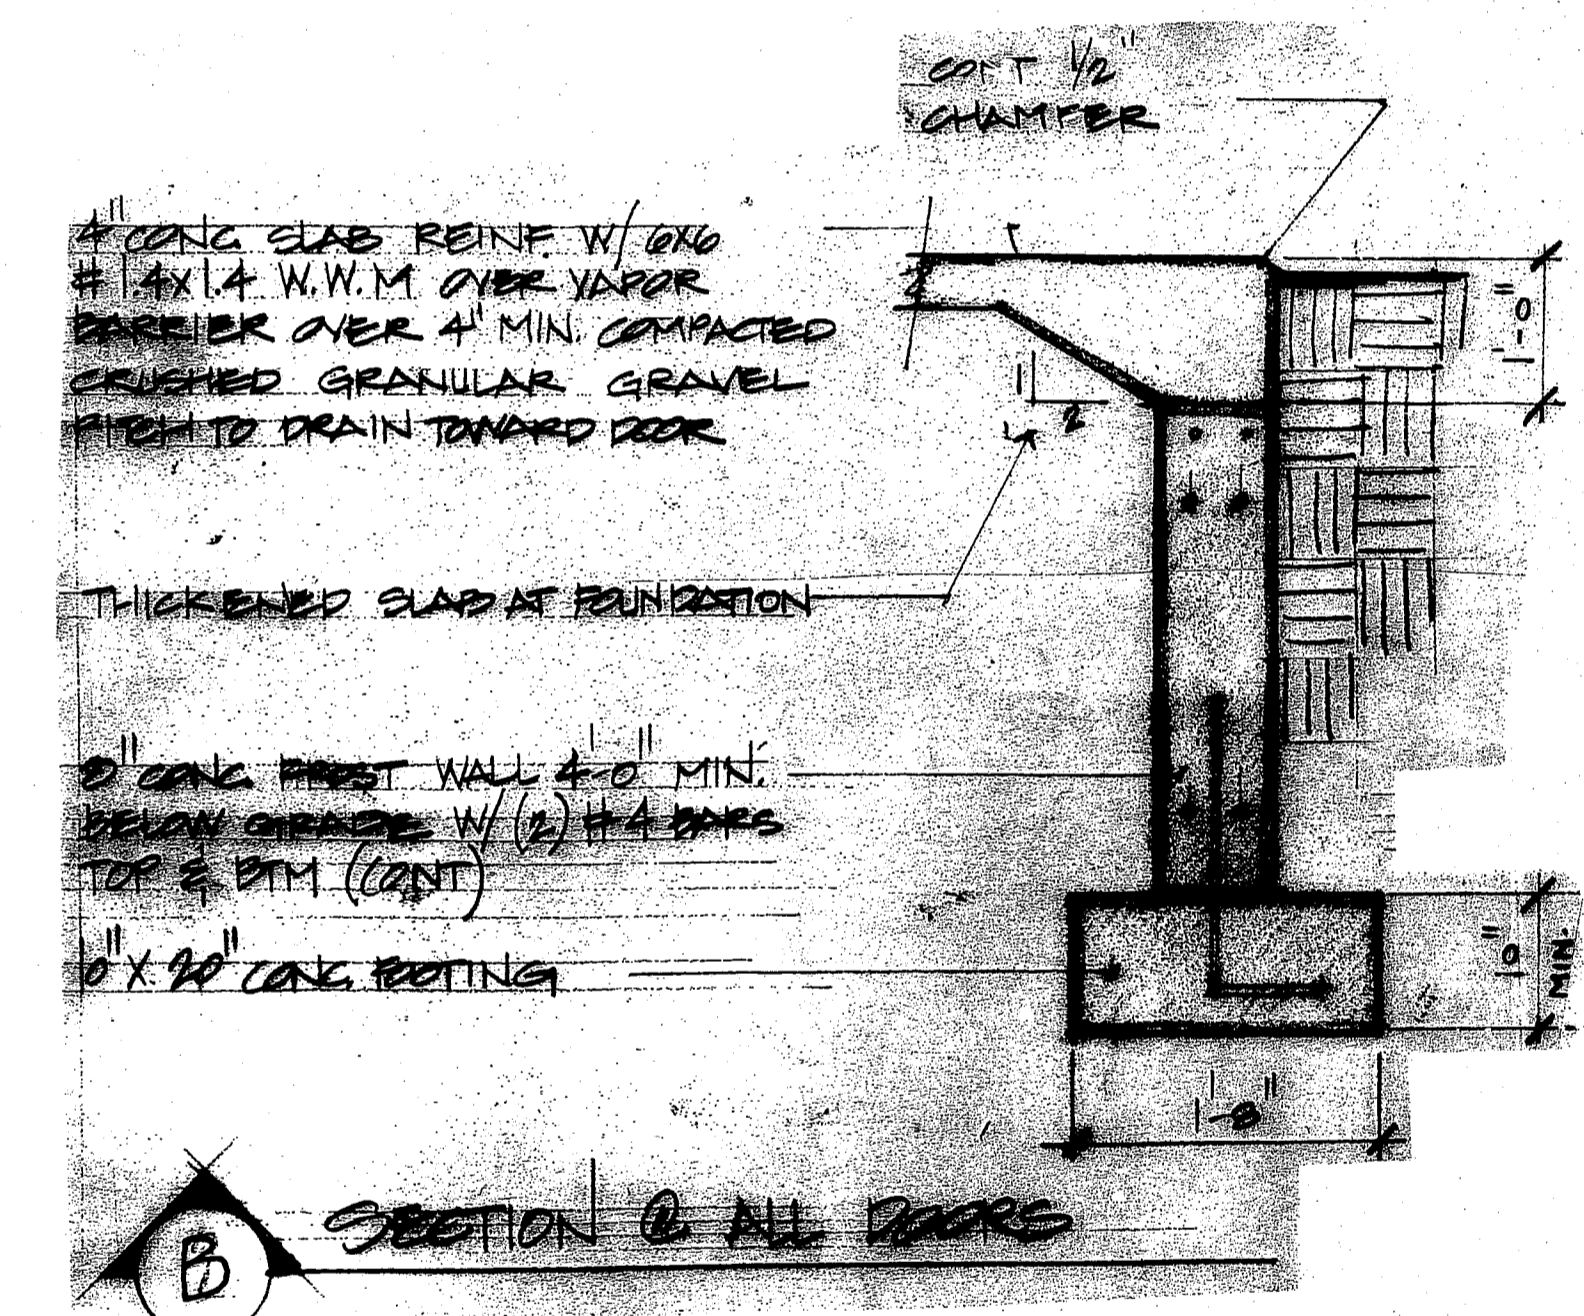 CONT 1/2"
CHAMFER
4" CONC. SLAB REINF. W/ 6X6
# 1.4X1.4 W.W.M OVER VAPOR
BARRIER OVER 4" MIN. COMPACTED
CRUSHED GRANULAR GRAVEL
PITCH TO DRAIN TOWARD DOOR
1'-0"
1
2
THICKENED SLAB AT FOUNDATION
8" CONC. FROST WALL 4'-0" MIN.
BELOW GRADE W/ (2) #4 BARS
TOP & BTM (CONT)
10" X 20" CONC. FOOTING
10" MIN.
1'-8"
B
SECTION @ ALL DOORS